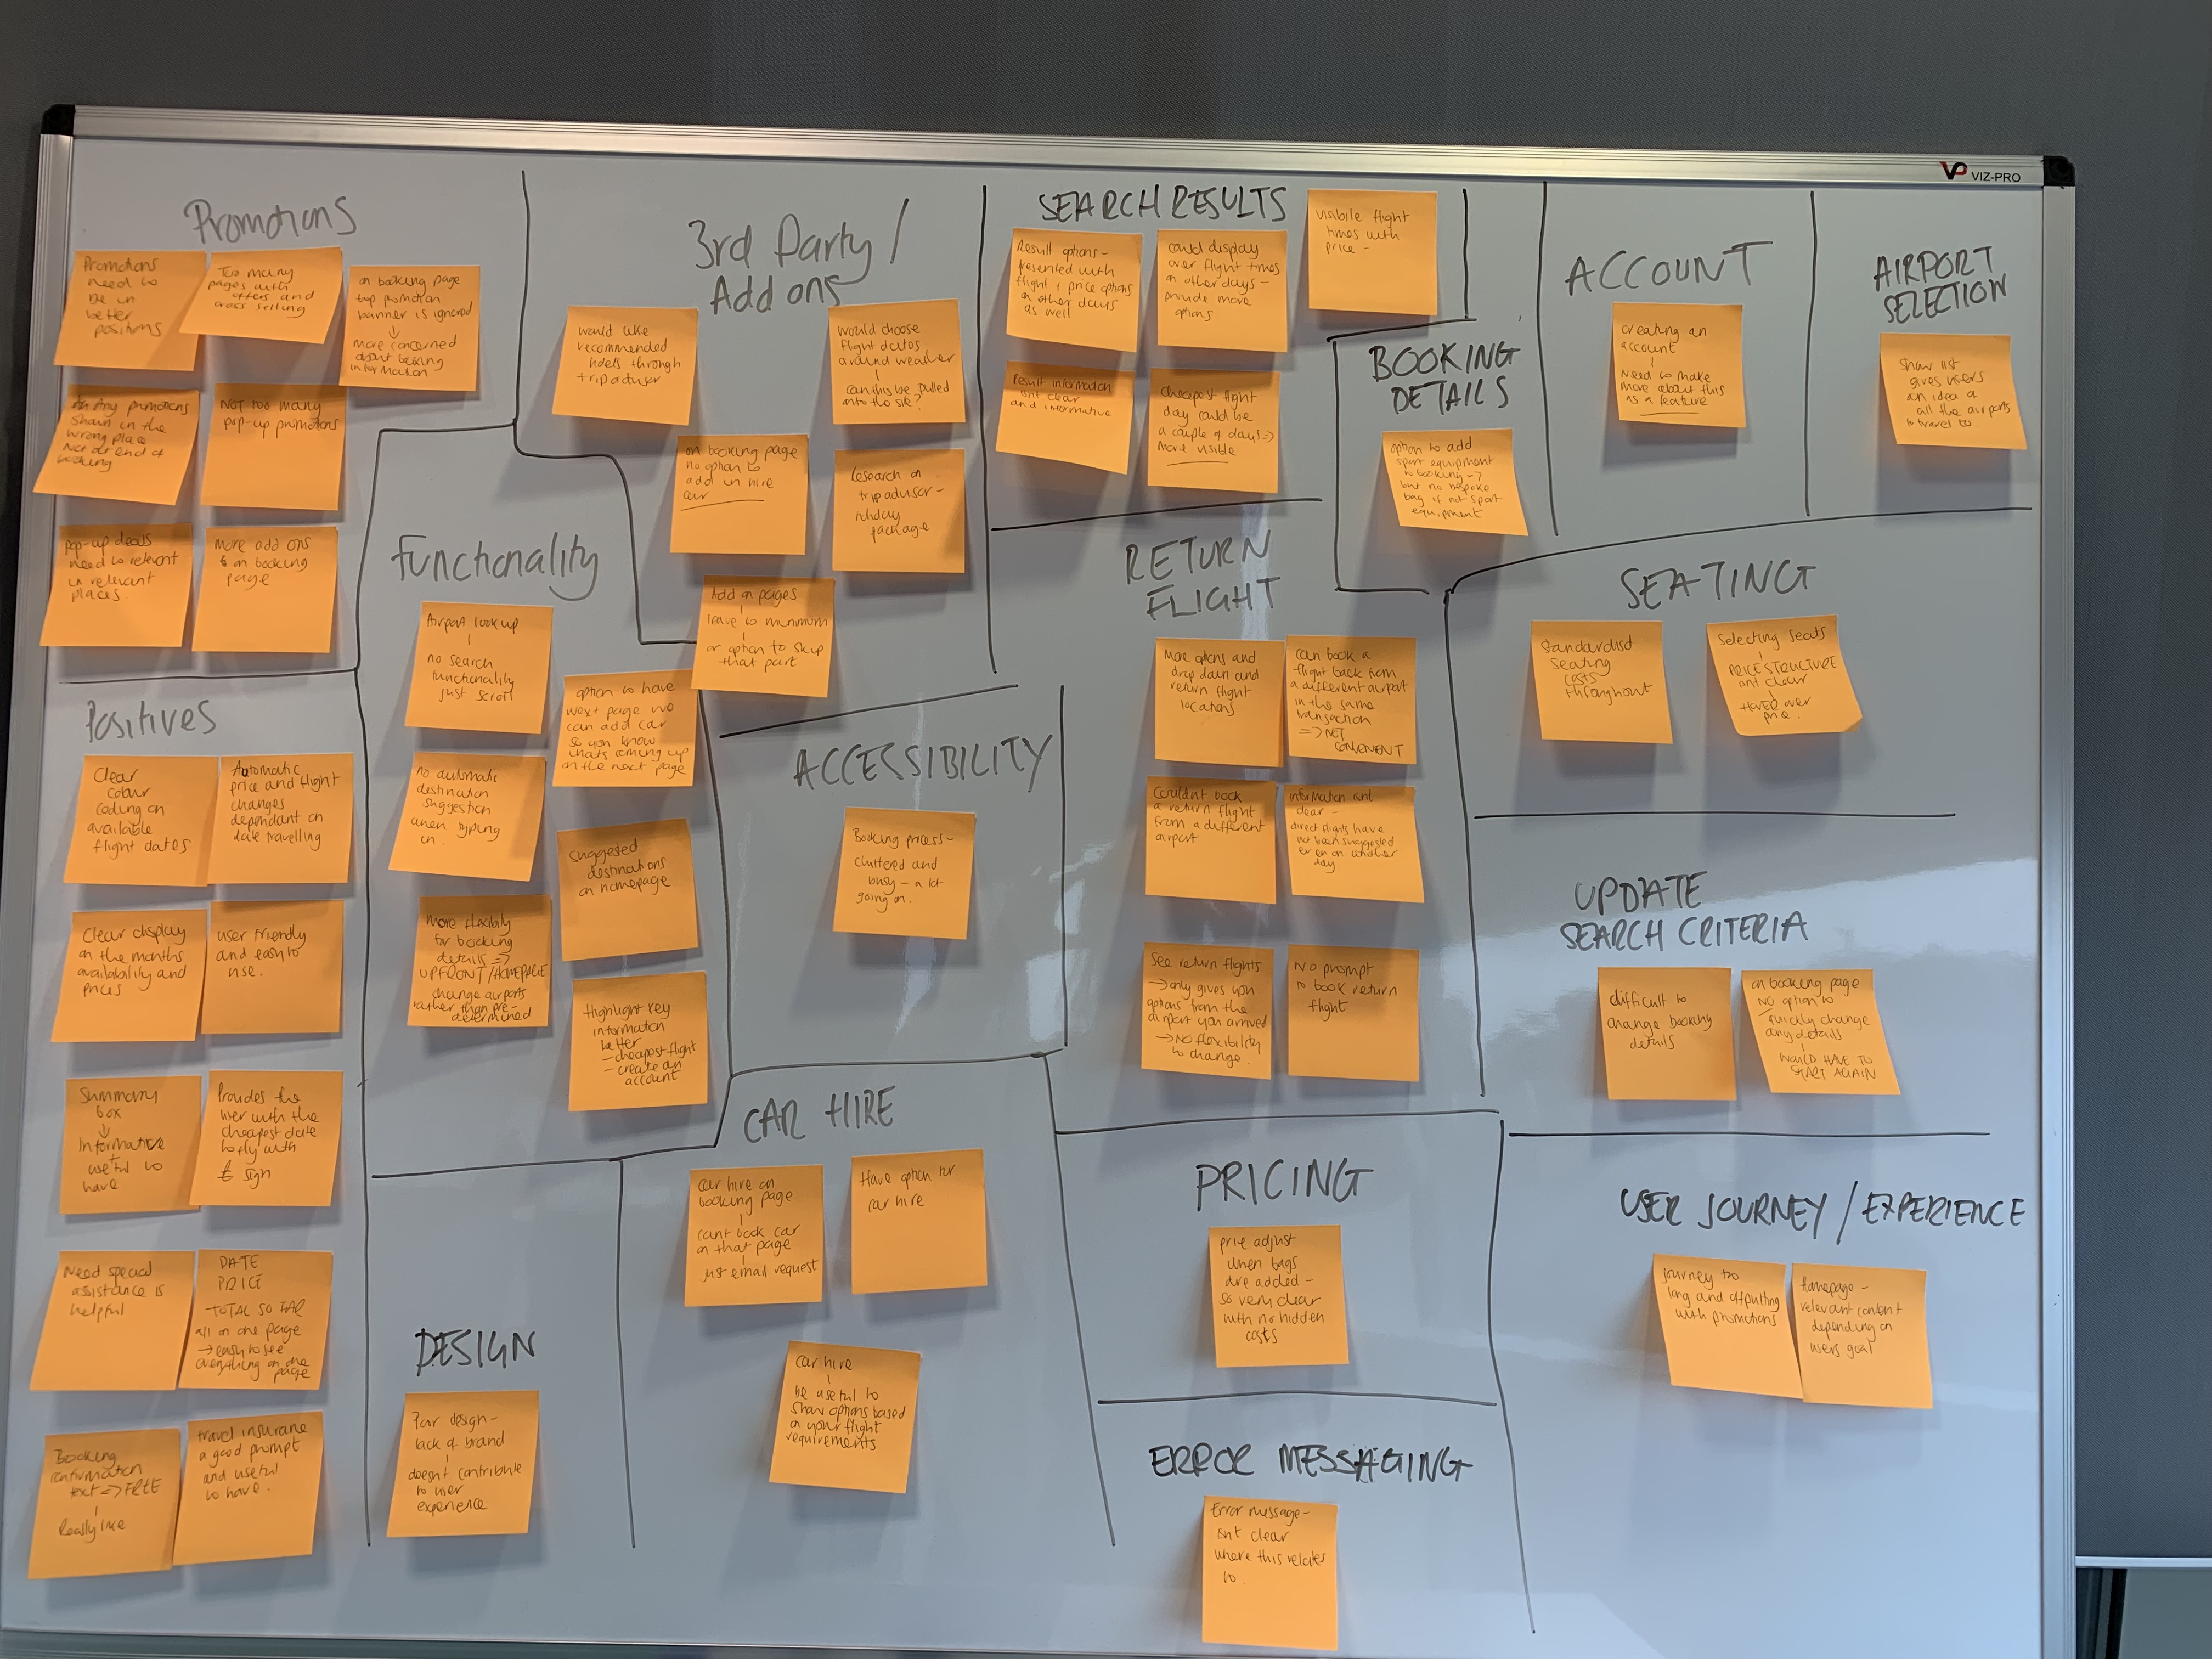 VP VIZ-PRO
Promotions
Promotions
need to
be in
better
positions
Too many
pages with
offers and
cross selling
on booking page
top promotion
banner is ignored
more concerned
about booking
information
Any promotions
shown in the
wrong place
Not at end of
booking
NOT too many
pop-up promotions
pop-up deals
need to relevent
in relevant
places.
more add ons
on booking
page
Positives
Clear
colour
coding on
available
flight dates
Automatic
price and flight
changes
dependant on
date travelling
Clear display
on the months
availability and
prices
user friendly
and easy to
use.
Summary
box
Informative
useful to
have
Provides the
user with the
cheapest date
to fly with
£ sign
Need special
assistance is
helpful
DATE
PRICE
-TOTAL SO FAR
all on one page
→ easy to see
everything on one
page
Booking
confirmation
text => FREE
Really like
travel insurane
a good prompt
and useful
to have.
Functionality
Airport look up
no search
functionality
just scroll
option to have
next page we
can add car
so you know
whats coming up
on the next page
no automatic
destination
suggestion
when typing
in.
Suggested
destinations
on homepage
more flexibility
for booking
details =>
UPFRONT/HOMEPAGE
change airports
rather than pre-
determined
Highlight key
information
better
- cheapest flight
- create an
account
3rd Party /
Add ons
would like
recommended
hotels through
tripadvisor
would choose
flight dates
around weather
can this be pulled
into the site?
on booking page
no option to
add in hire
car
Research on
tripadvisor -
holiday
package
Add on pages
leave to minimum
or option to skip
that part
ACCESSIBILITY
Booking process-
cluttered and
busy - a lot
going on.
DESIGN
Poor design-
lack of brand
doesn't contribute
to user
experience
CAR HIRE
Car hire on
booking page
cant book car
on that page
just email request
Have option for
car hire
car hire
be useful to
show options based
on your flight
requirements
SEARCH RESULTS
Result options-
presented with
flight + price options
on other days
as well
could display
over flight times
on other days-
provide more
options
visibile flight
times with
price -
Result information
isnt clear
and informative
Cheapest flight
day could be
a couple of days =>
more visible
BOOKING
DETAILS
option to add
sport equipment
to booking ->
but no bespoke
bag if not sport
equipment
RETURN
FLIGHT
More options and
drop down and
return flight
locations
Can book a
flight back from
a different airport
in the same
transaction
=> NOT
CONVENIENT
Couldnt book
a return flight
from a different
airport
information isnt
clear -
direct flights have
not been suggested
even on another
day
See return flights
→ only gives you
options from the
airport you arrived
→ NO flexibility
to change.
No prompt
to book return
flight
PRICING
price adjust
when bags
are added -
so very clear
with no hidden
costs
ERROR MESSAGING
Error message-
isnt clear
where this relates
to.
ACCOUNT
creating an
account
Need to make
more about this
as a feature
AIRPORT
SELECTION
Show list
gives users
an idea of
all the airports
to travel to
SEATING
Standardisd
seating
costs
throughout
Selecting seats
PRICE STRUCTURE
isnt clear
HOVER over
price.
UPDATE
SEARCH CRITERIA
difficult to
change booking
details
on booking page
NO option to
quickly change
any details
WOULD HAVE TO
START AGAIN
USER JOURNEY / EXPERIENCE
Journey too
long and offputting
with promotions
Homepage -
relevant content
depending on
users goal